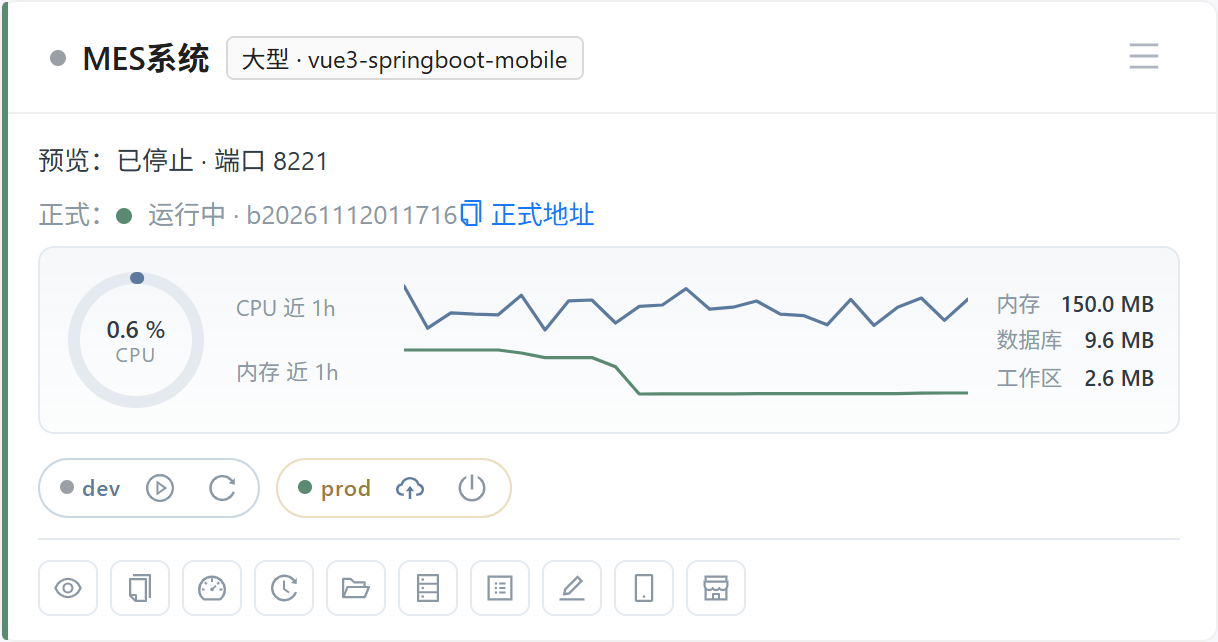 MES系统 大型 · vue3-springboot-mobile
预览：已停止 · 端口 8221
正式： 运行中 · b20261112011716 正式地址
0.6 %
CPU
CPU 近 1h
内存 近 1h
内存 150.0 MB
数据库 9.6 MB
工作区 2.6 MB
dev prod